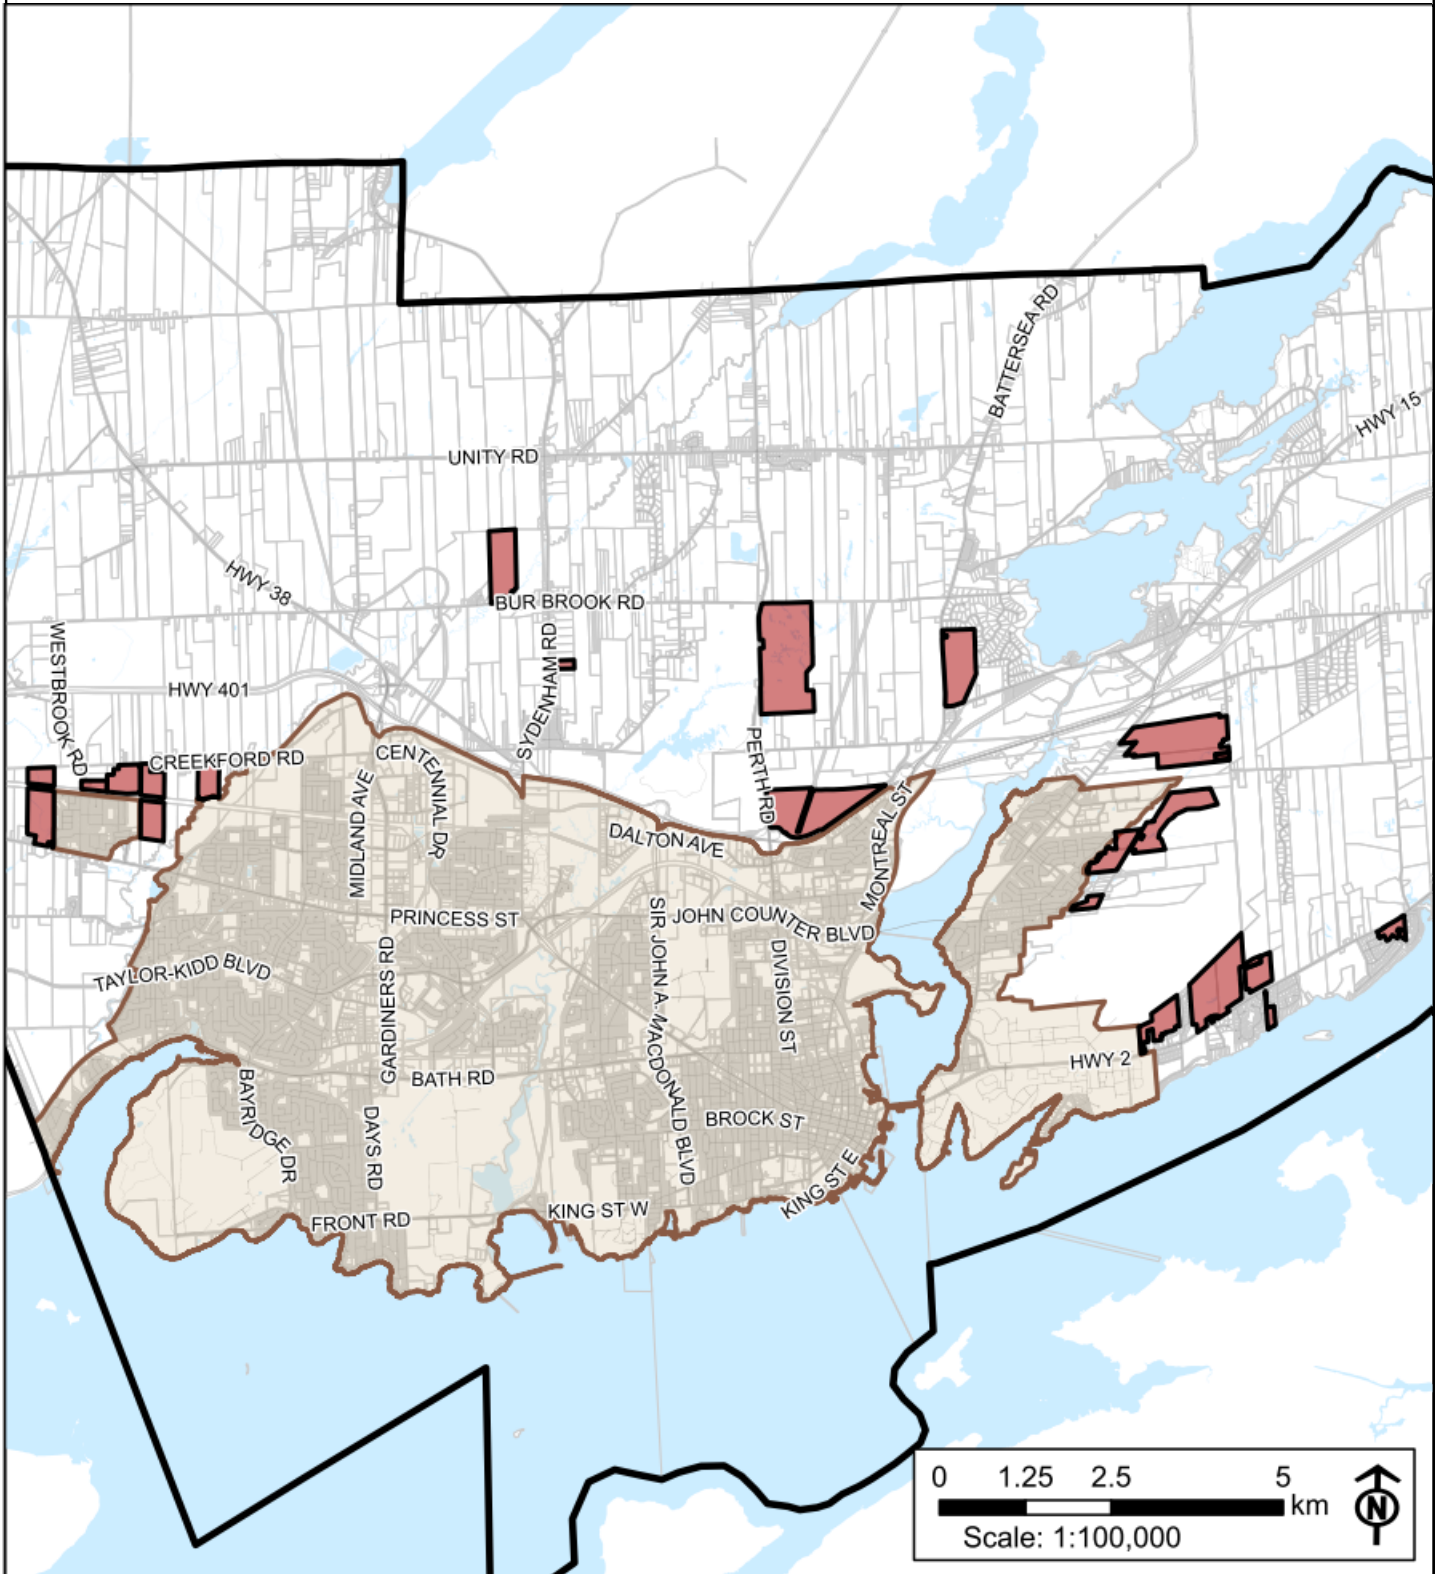 BATTERSEA RD
HWY 15
UNITY RD
HWY 38
BUR BROOK RD
WESTBROOK RD
HWY 401
SYDENHAM RD
CREEKFORD RD
CENTENNIAL DR
PERTH RD
MIDLAND AVE
DALTON AVE
MONTREAL ST
PRINCESS ST
SIR JOHN A. MACDONALD BLVD
JOHN COUNTER BLVD
TAYLOR-KIDD BLVD
GARDINERS RD
DIVISION ST
HWY 2
BATH RD
BAYRIDGE DR
DAYS RD
BROCK ST
KING ST E
FRONT RD
KING ST W
0 1.25 2.5 5
km
Scale: 1:100,000
N